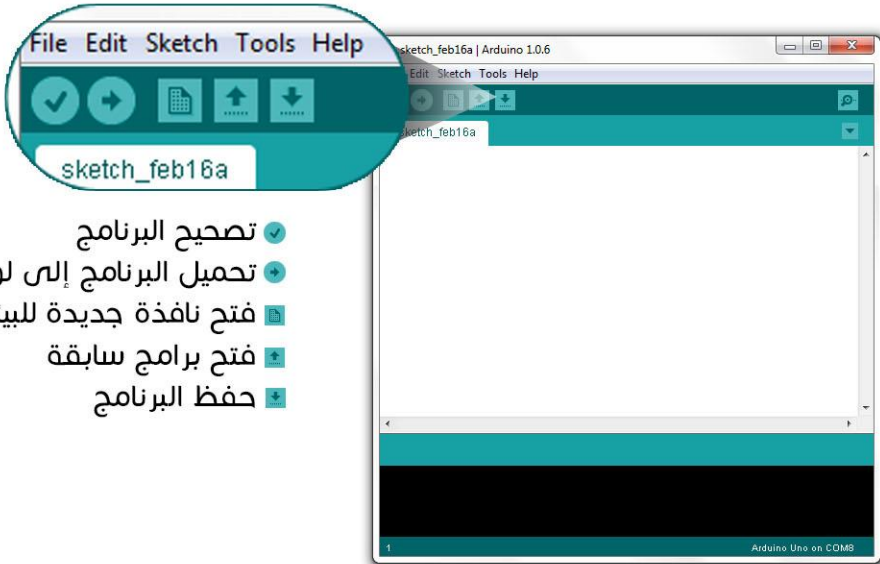 File Edit Sketch Tools Help
sketch_feb16a
sketch_feb16a | Arduino 1.0.6
Edit Sketch Tools Help
sketch_feb16a
تصحيح البرنامج
تحميل البرنامج إلى
فتح نافذة جديدة
فتح برامج سابقة
حفظ البرنامج
1
Arduino Uno on COM8